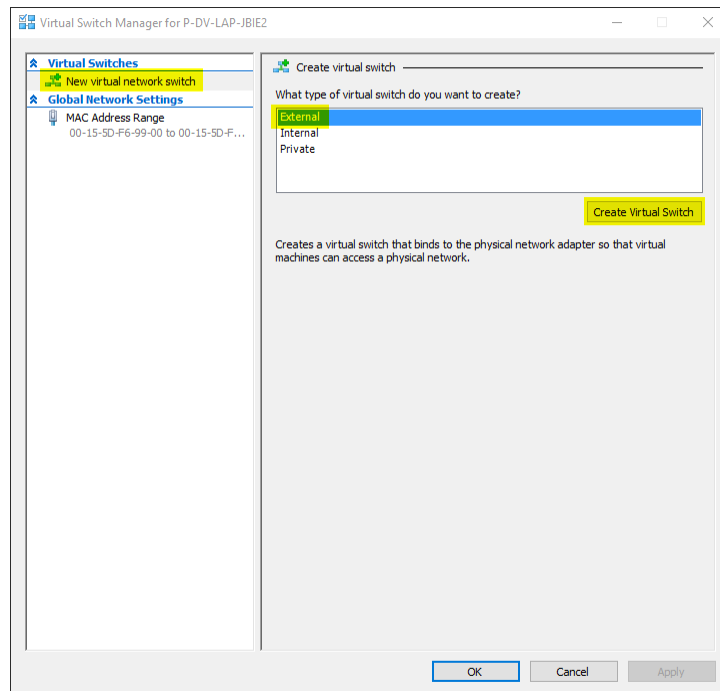 Virtual Switch Manager for P-DV-LAP-JBIE2
Virtual Switches
New virtual network switch
Global Network Settings
MAC Address Range
00-15-5D-F6-99-00 to 00-15-5D-F...
Create virtual switch
What type of virtual switch do you want to create?
External
Internal
Private
Create Virtual Switch
Creates a virtual switch that binds to the physical network adapter so that virtual
machines can access a physical network.
OK
Cancel
Apply